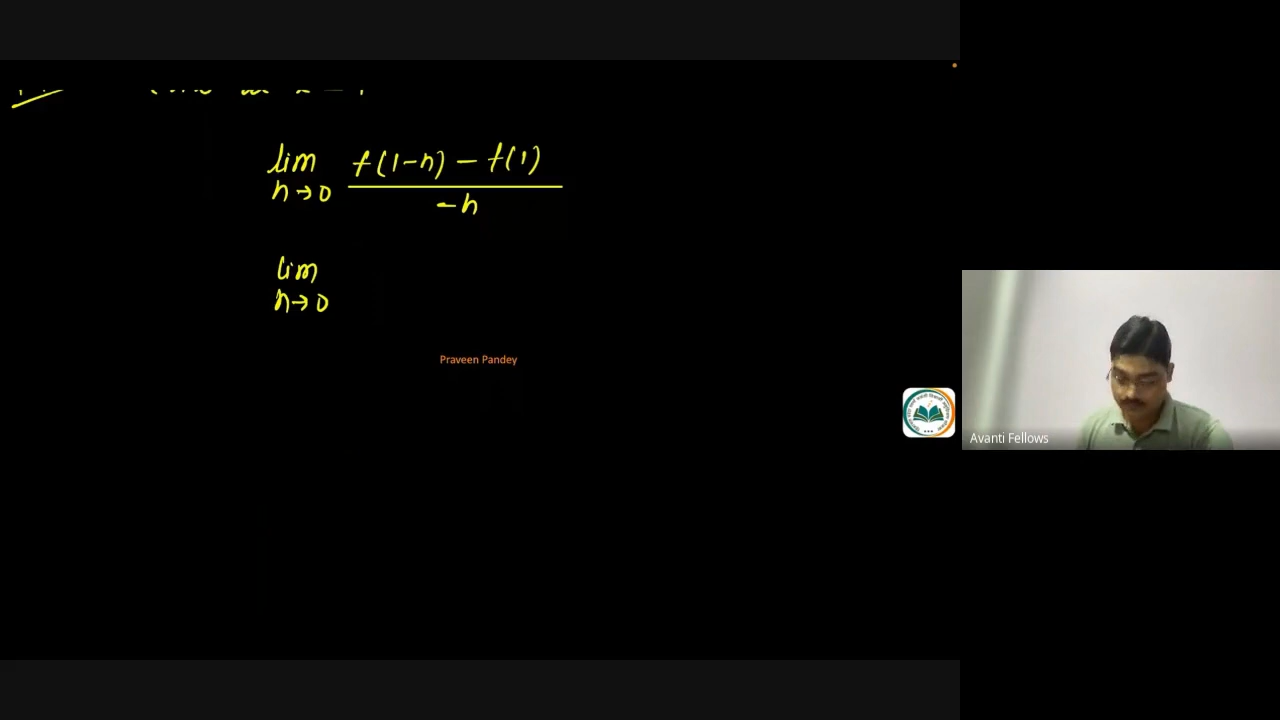 lim f(1-h) - f(1)
h→0 -h
lim
h→0
Praveen Pandey
Avanti Fellows